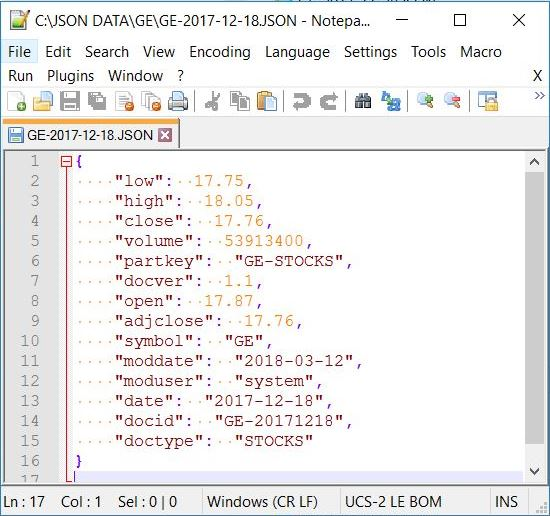 C:\JSON DATA\GE\GE-2017-12-18.JSON - Notepa...
File Edit Search View Encoding Language Settings Tools Macro
Run Plugins Window ? X
GE-2017-12-18.JSON
1 {
2 "low": 17.75,
3 "high": 18.05,
4 "close": 17.76,
5 "volume": 53913400,
6 "partkey": "GE-STOCKS",
7 "docver": 1.1,
8 "open": 17.87,
9 "adjclose": 17.76,
10 "symbol": "GE",
11 "moddate": "2018-03-12",
12 "moduser": "system",
13 "date": "2017-12-18",
14 "docid": "GE-20171218",
15 "doctype": "STOCKS"
16 }
17
Ln : 17 Col : 1 Sel : 0 | 0 Windows (CR LF) UCS-2 LE BOM INS